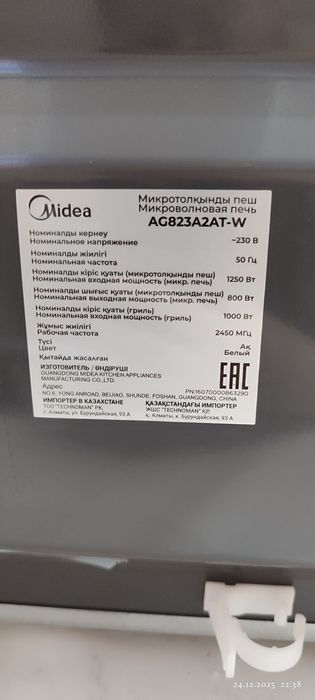 Midea
Микротолқынды пеш
Микроволновая печь
AG823A2AT-W
Номиналды кернеу
Номинальное напряжение ~230 В
Номиналды жиілігі
Номинальная частота 50 Гц
Номиналды кіріс қуаты (микротолқынды пеш)
Номинальная входная мощность (микр. печь) 1250 Вт
Номиналды шығыс қуаты (микротолқынды пеш)
Номинальная выходная мощность (микр. печь) 800 Вт
Номиналды кіріс қуаты (гриль)
Номинальная входная мощность (гриль) 1000 Вт
Жұмыс жиілігі
Рабочая частота 2450 МГц
Түсі Ақ
Цвет Белый
Қытайда жасалған
ИЗГОТОВИТЕЛЬ / ӨНДІРУШІ
GUANGDONG MIDEA KITCHEN APPLIANCES
MANUFACTURING CO.,LTD.
EAC
Адрес PN:16070000B63290
NO.6, YONG ANROAD, BEIJIAO, SHUNDE, FOSHAN, GUANGDONG, CHINA
ИМПОРТЕР В КАЗАХСТАНЕ
ТОО "TECHNOMAN" РК,
г. Алматы, ул. Бурундайская, 93 А
ҚАЗАҚСТАНДАҒЫ ИМПОРТЕР
ЖШС "TECHNOMAN" ҚР,
қ. Алматы, к. Бурундайская, 93 А
24.12.2025 22:38